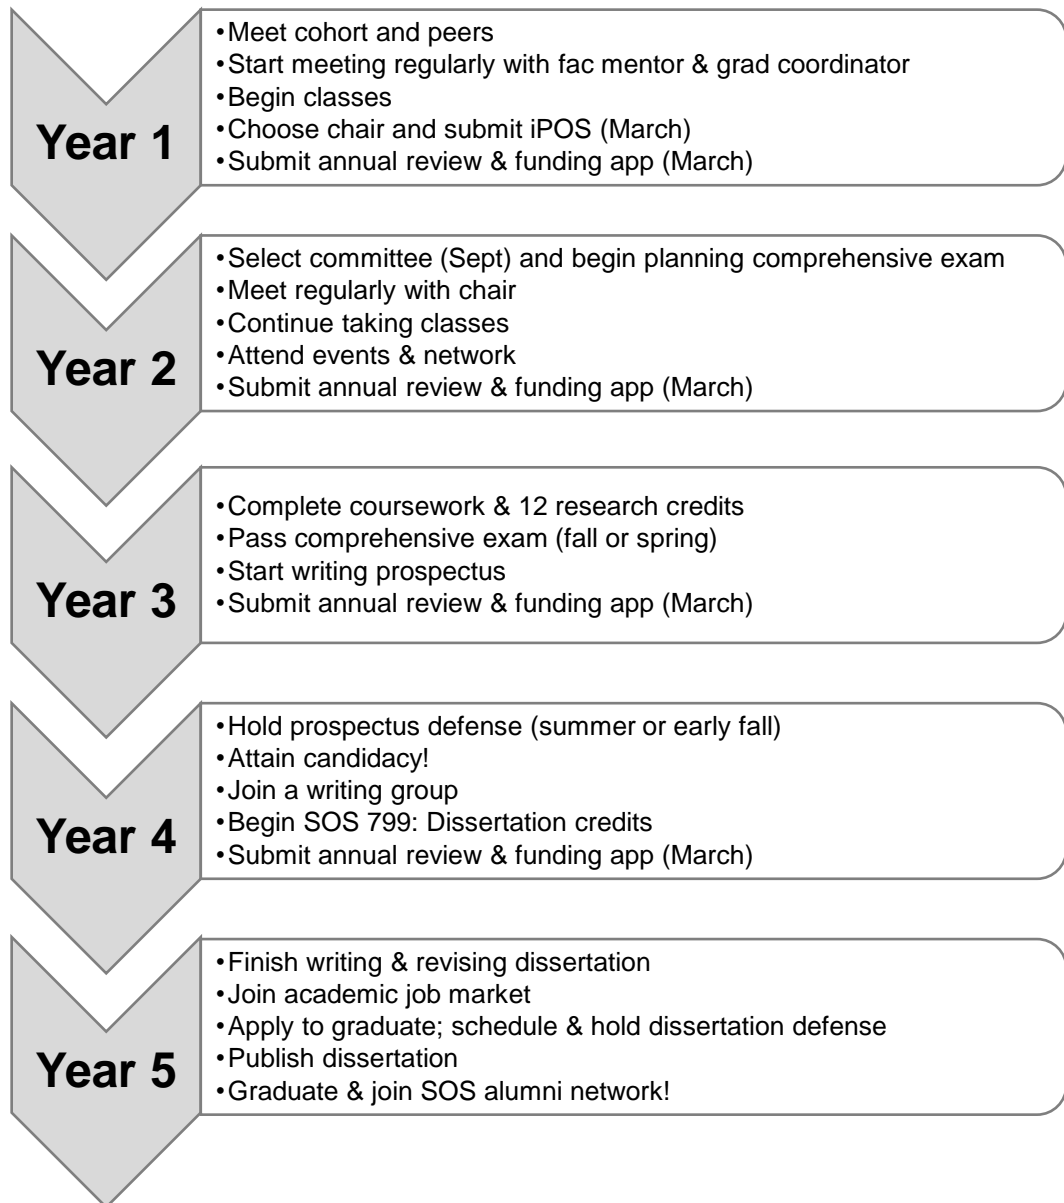 Year 1
•Meet cohort and peers
•Start meeting regularly with fac mentor & grad coordinator
•Begin classes
•Choose chair and submit iPOS (March)
•Submit annual review & funding app (March)
Year 2
•Select committee (Sept) and begin planning comprehensive exam
•Meet regularly with chair
•Continue taking classes
•Attend events & network
•Submit annual review & funding app (March)
Year 3
•Complete coursework & 12 research credits
•Pass comprehensive exam (fall or spring)
•Start writing prospectus
•Submit annual review & funding app (March)
Year 4
•Hold prospectus defense (summer or early fall)
•Attain candidacy!
•Join a writing group
•Begin SOS 799: Dissertation credits
•Submit annual review & funding app (March)
Year 5
•Finish writing & revising dissertation
•Join academic job market
•Apply to graduate; schedule & hold dissertation defense
•Publish dissertation
•Graduate & join SOS alumni network!